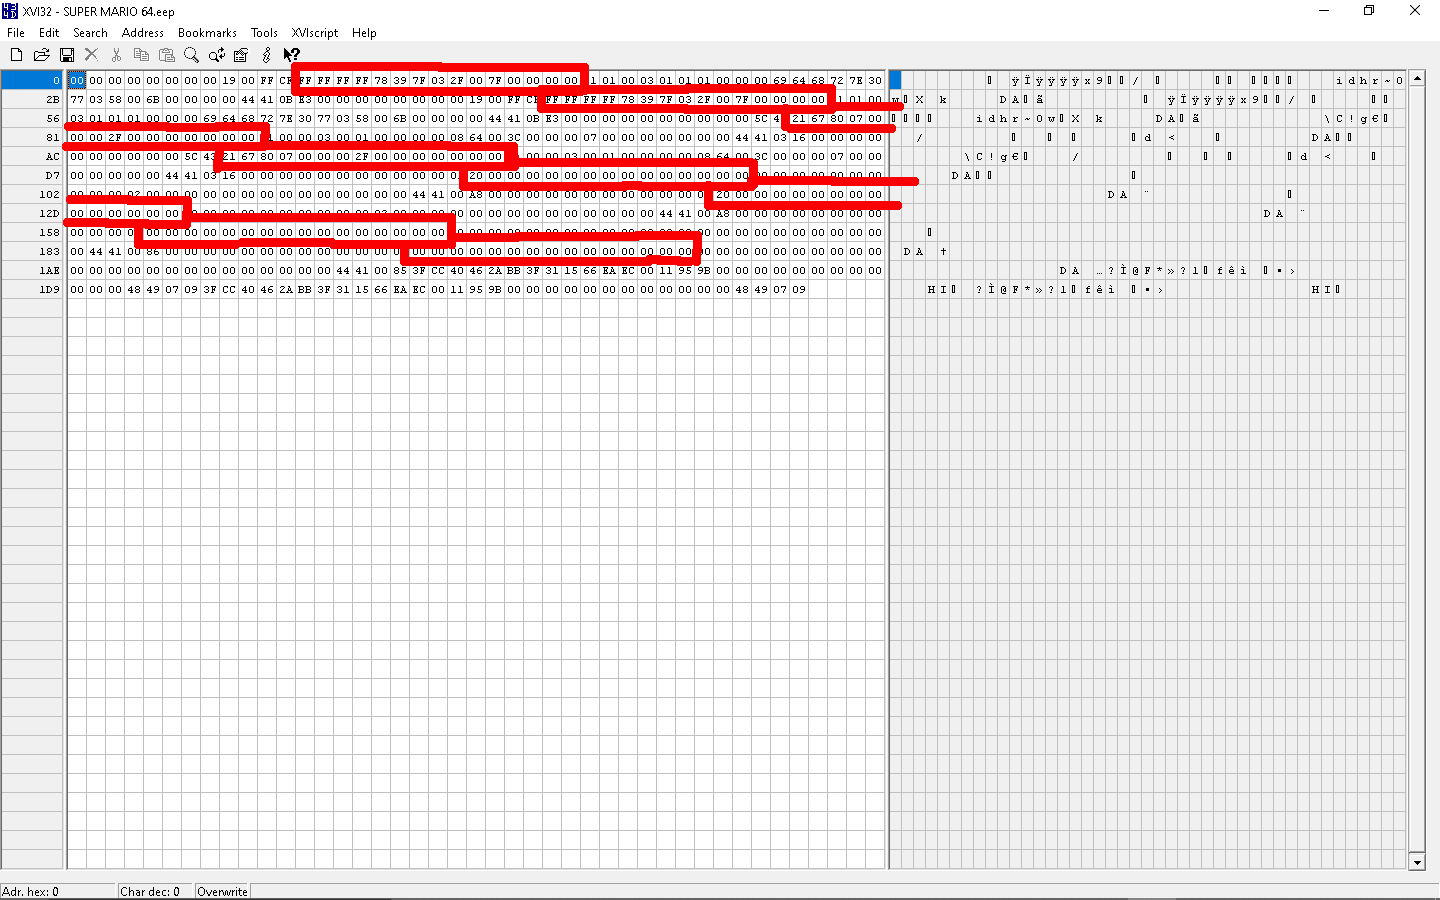 XVI32 - SUPER MARIO 64.eep
File Edit Search Address Bookmarks Tools XVIscript Help
0 00 00 00 00 00 00 00 00 19 00 FF CF FF FF FF FF 78 39 7F 03 2F 00 7F 00 00 00 00 01 01 00 03 01 01 01 00 00 00 69 64 68 72 7E 30 ÿÏÿÿÿÿx9 / idhr~0
2B 77 03 58 00 6B 00 00 00 00 44 41 0B E3 00 00 00 00 00 00 00 00 19 00 FF CF FF FF FF FF 78 39 7F 03 2F 00 7F 00 00 00 00 01 01 00 w X k DA ã ÿÏÿÿÿÿx9 /
56 03 01 01 01 00 00 00 69 64 68 72 7E 30 77 03 58 00 6B 00 00 00 00 44 41 0B E3 00 00 00 00 00 00 00 00 00 00 5C 43 21 67 80 07 00 idhr~0w X k DA ã \C!g€
81 00 00 2F 00 00 00 00 00 00 00 01 00 00 03 00 01 00 00 00 00 08 64 00 3C 00 00 00 07 00 00 00 00 00 00 00 44 41 03 16 00 00 00 00 / d < DA
AC 00 00 00 00 00 00 5C 43 21 67 80 07 00 00 00 2F 00 00 00 00 00 00 00 01 00 00 03 00 01 00 00 00 00 08 64 00 3C 00 00 00 07 00 00 \C!g€ / d <
D7 00 00 00 00 00 44 41 03 16 00 00 00 00 00 00 00 00 00 00 00 00 20 00 00 00 00 00 00 00 00 00 00 00 00 00 00 00 00 00 00 00 00 00 DA
102 00 00 00 02 00 00 00 00 00 00 00 00 00 00 00 00 00 00 44 41 00 A8 00 00 00 00 00 00 00 00 00 00 00 00 20 00 00 00 00 00 00 00 00 DA ¨
12D 00 00 00 00 00 00 00 00 00 00 00 00 00 00 00 00 02 00 00 00 00 00 00 00 00 00 00 00 00 00 00 44 41 00 A8 00 00 00 00 00 00 00 00 DA ¨
158 00 00 00 00 00 00 00 00 00 00 00 00 00 00 00 00 00 00 00 00 00 00 00 00 00 00 00 00 00 00 00 00 00 00 00 00 00 00 00 00 00 00 00
183 00 44 41 00 86 00 00 00 00 00 00 00 00 00 00 00 00 00 00 00 00 00 00 00 00 00 00 00 00 00 00 00 00 00 00 00 00 00 00 00 00 00 00 DA †
1AE 00 00 00 00 00 00 00 00 00 00 00 00 00 00 44 41 00 85 3F CC 40 46 2A BB 3F 31 15 66 EA EC 00 11 95 9B 00 00 00 00 00 00 00 00 00 DA …?Ì@F*»?1 fêì •›
1D9 00 00 00 48 49 07 09 3F CC 40 46 2A BB 3F 31 15 66 EA EC 00 11 95 9B 00 00 00 00 00 00 00 00 00 00 00 00 48 49 07 09 HI ?Ì@F*»?1 fêì •› HI
Adr. hex: 0 Char dec: 0 Overwrite